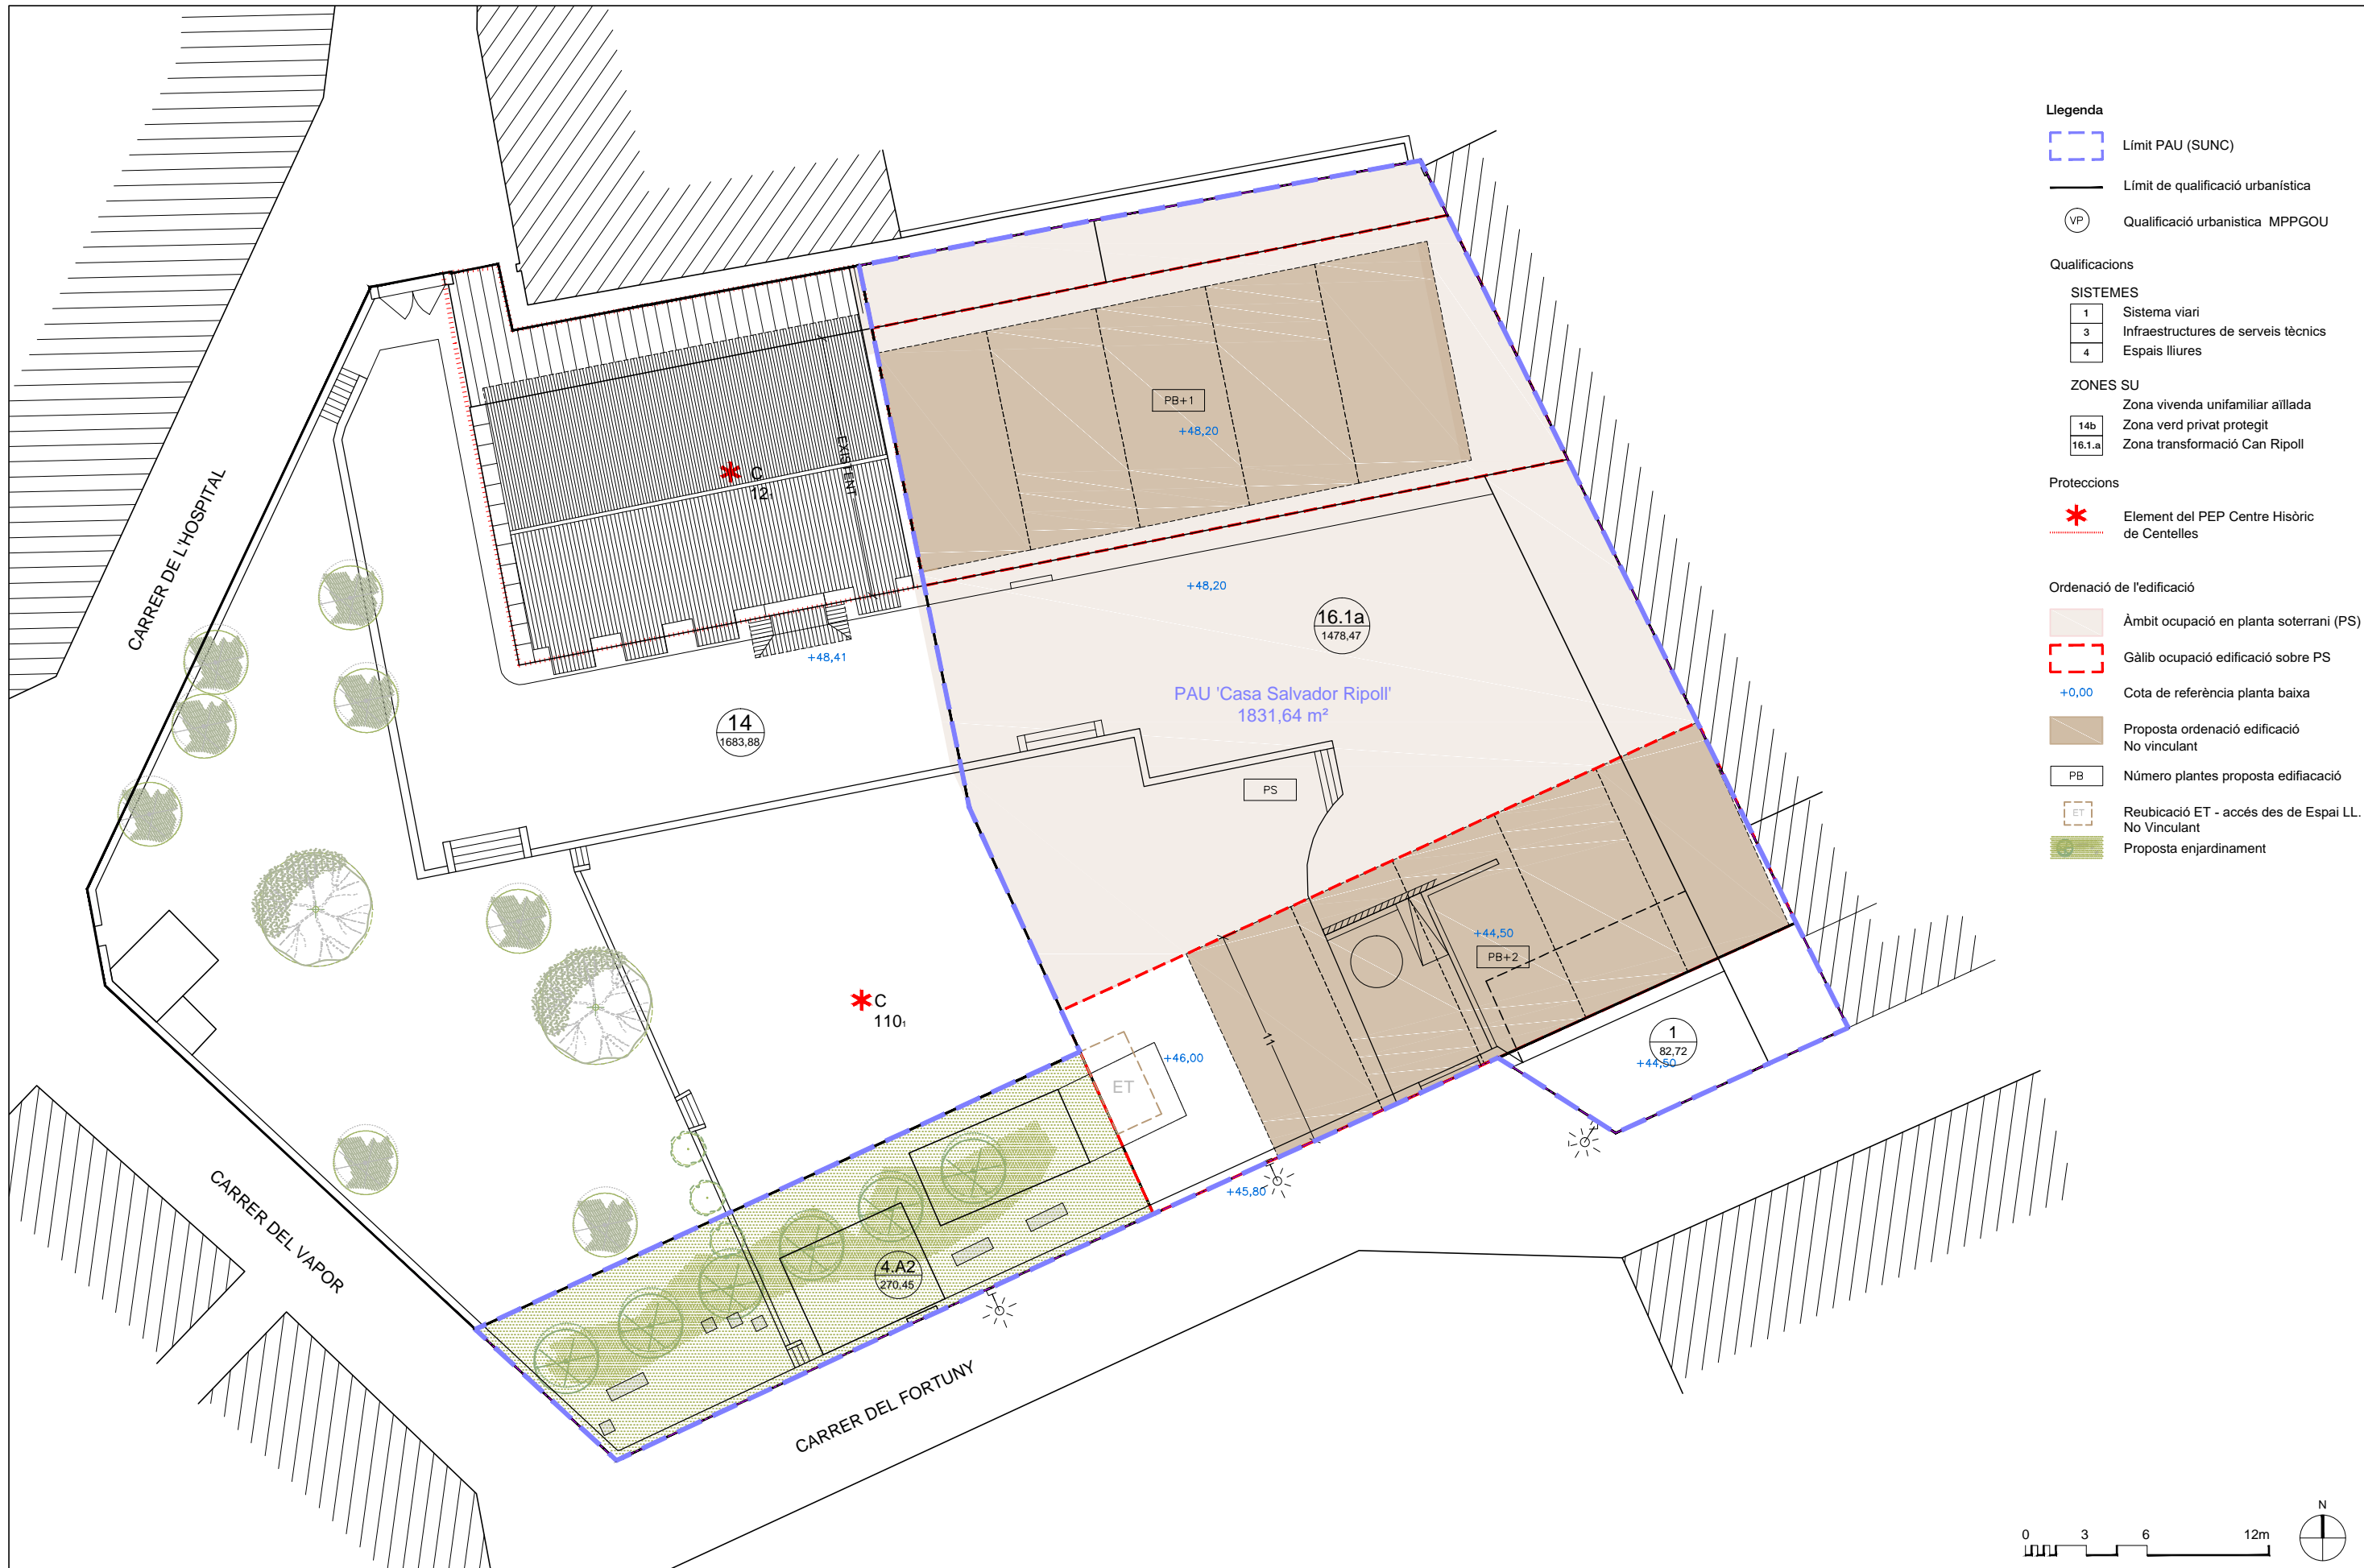 Llegenda
Límit PAU (SUNC)
Límit de qualificació urbanística
VP
Qualificació urbanistica MPPGOU
Qualificacions
SISTEMES
1 Sistema viari
3 Infraestructures de serveis tècnics
4 Espais lliures
ZONES SU
Zona vivenda unifamiliar aïllada
14b Zona verd privat protegit
16.1.a Zona transformació Can Ripoll
Proteccions
Element del PEP Centre Hisòric
de Centelles
Ordenació de l'edificació
Àmbit ocupació en planta soterrani (PS)
Gàlib ocupació edificació sobre PS
+0,00 Cota de referència planta baixa
Proposta ordenació edificació
No vinculant
PB Número plantes proposta edifiacació
ET Reubicació ET - accés des de Espai LL.
No Vinculant
Proposta enjardinament
CARRER DE L'HOSPITAL
EXISTENT
C
12₁
PB+1
+48,20
+48,20
+48,41
16.1a
1478,47
PAU 'Casa Salvador Ripoll'
1831,64 m²
14
1683,88
PS
+44,50
PB+2
11
C
110₁
1
82,72
+44,50
+46,00
ET
+45,80
4.A2
270,45
CARRER DEL VAPOR
CARRER DEL FORTUNY
0 3 6 12m
N